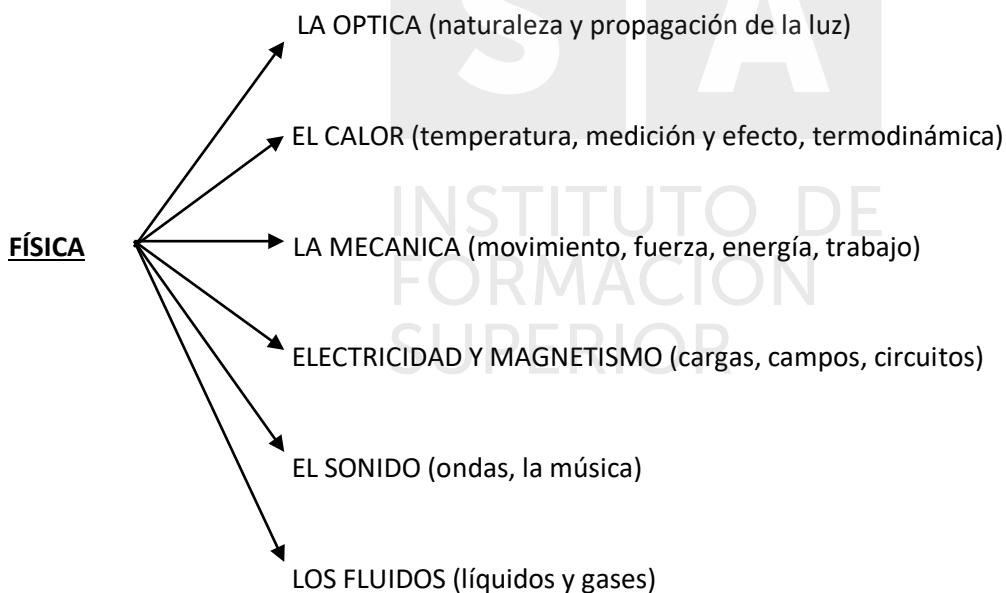 LA OPTICA (naturaleza y propagación de la luz)
EL CALOR (temperatura, medición y efecto, termodinámica)
FÍSICA
LA MECANICA (movimiento, fuerza, energía, trabajo)
ELECTRICIDAD Y MAGNETISMO (cargas, campos, circuitos)
EL SONIDO (ondas, la música)
LOS FLUIDOS (líquidos y gases)
S A
INSTITUTO DE
FORMACIÓN
SUPERIOR